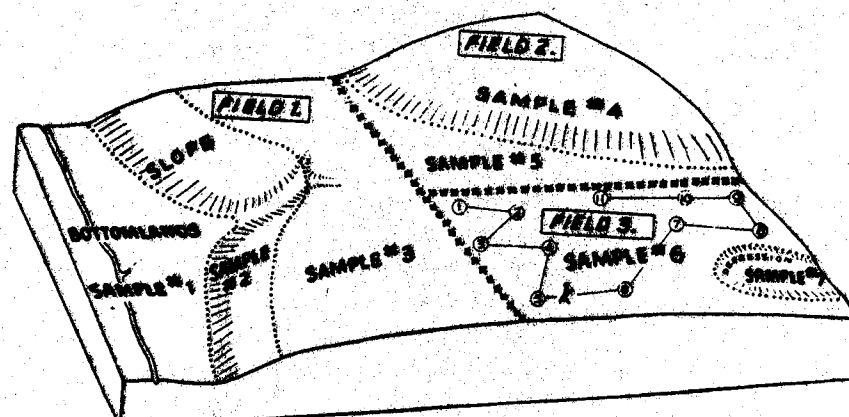 FIELD 2.
FIELD 1.
SAMPLE #4
SLOPE
SAMPLE #5
1 2 11 10 9
FIELD 3.
7 8
BOTTOMLANDS
3 4
SAMPLE #6
SAMPLE #3
SAMPLE #2
DEPRESSION
SAMPLE #7
SAMPLE #1
5 6